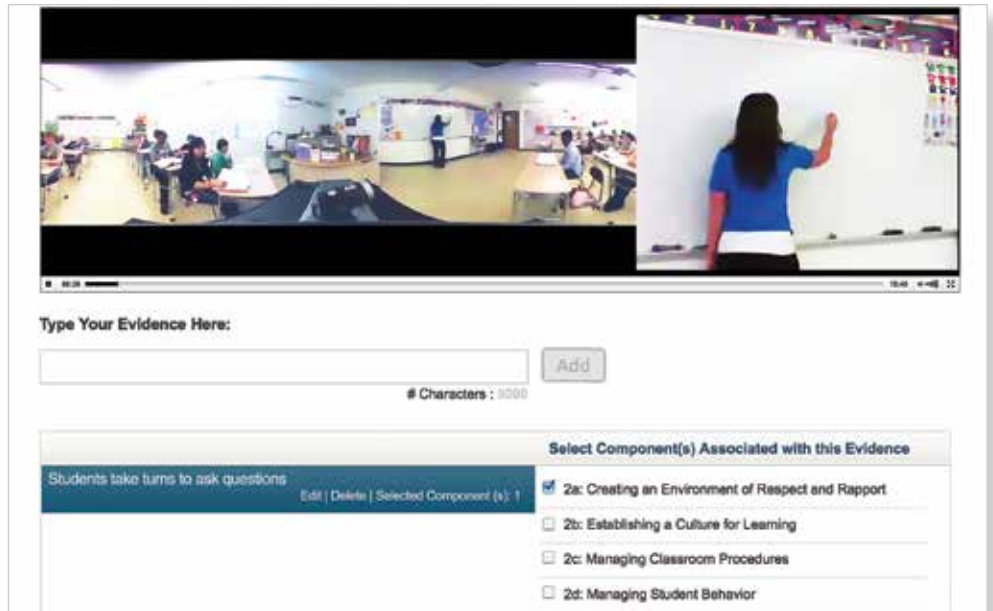 Type Your Evidence Here:
Add
# Characters :
Select Component(s) Associated with this Evidence
Students take turns to ask questions
Edit | Delete | Selected Component (s): 1
2a: Creating an Environment of Respect and Rapport
2b: Establishing a Culture for Learning
2c: Managing Classroom Procedures
2d: Managing Student Behavior